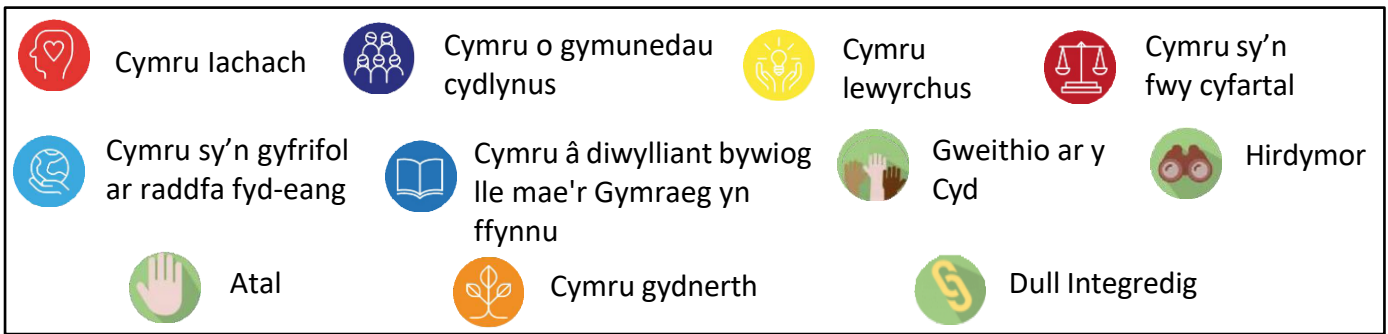 Cymru Iachach
Cymru o gymunedau
cydlynus
Cymru
lewyrchus
Cymru sy’n
fwy cyfartal
Cymru sy’n gyfrifol
ar raddfa fyd-eang
Cymru â diwylliant bywiog
lle mae'r Gymraeg yn
ffynnu
Gweithio ar y
Cyd
Hirdymor
Atal
Cymru gydnerth
Dull Integredig